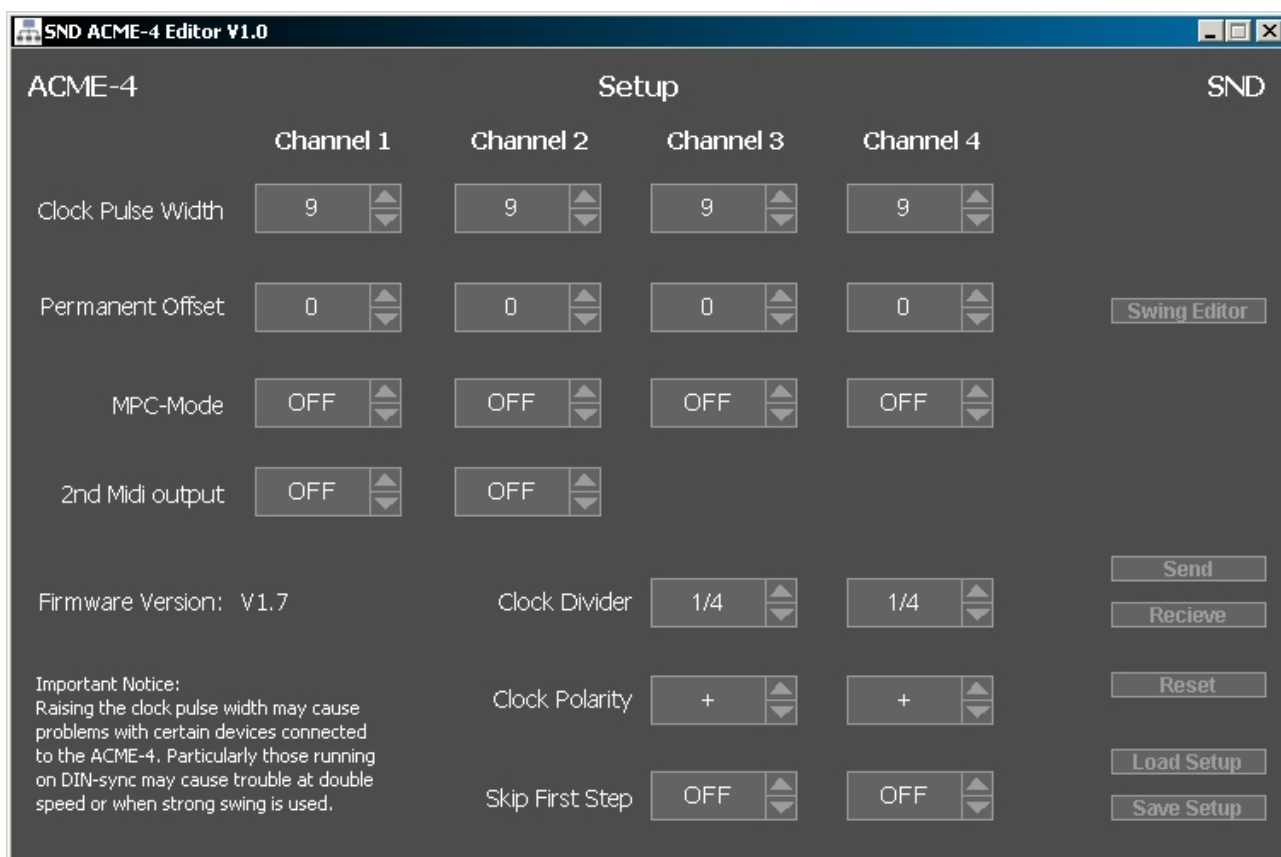 SND ACME-4 Editor V1.0
ACME-4 Setup SND
Channel 1 Channel 2 Channel 3 Channel 4
Clock Pulse Width 9 9 9 9
Permanent Offset 0 0 0 0
Swing Editor
MPC-Mode OFF OFF OFF OFF
2nd Midi output OFF OFF
Firmware Version: V1.7
Clock Divider 1/4 1/4
Send
Recieve
Important Notice:
Raising the clock pulse width may cause
problems with certain devices connected
to the ACME-4. Particularly those running
on DIN-sync may cause trouble at double
speed or when strong swing is used.
Clock Polarity + +
Reset
Skip First Step OFF OFF
Load Setup
Save Setup